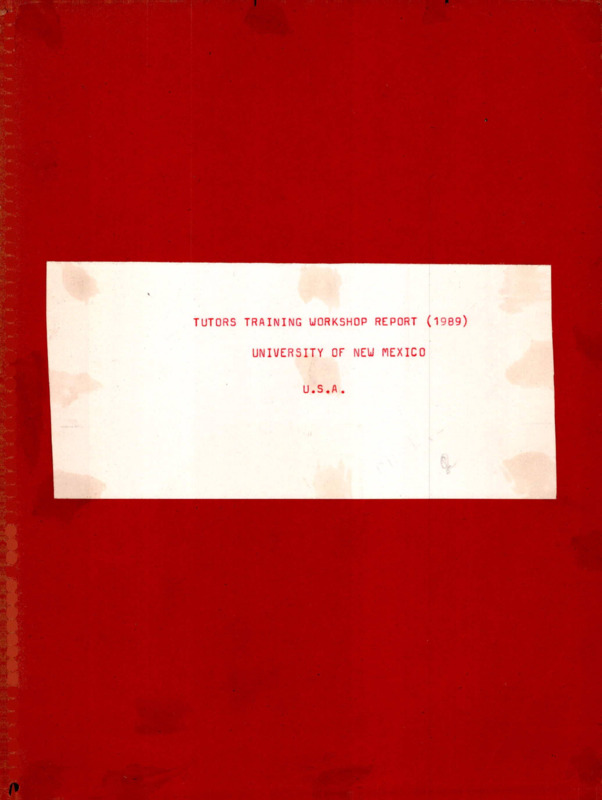 TUTORS TRAINING WORKSHOP REPORT (1989)
UNIVERSITY OF NEW MEXICO
U.S.A.